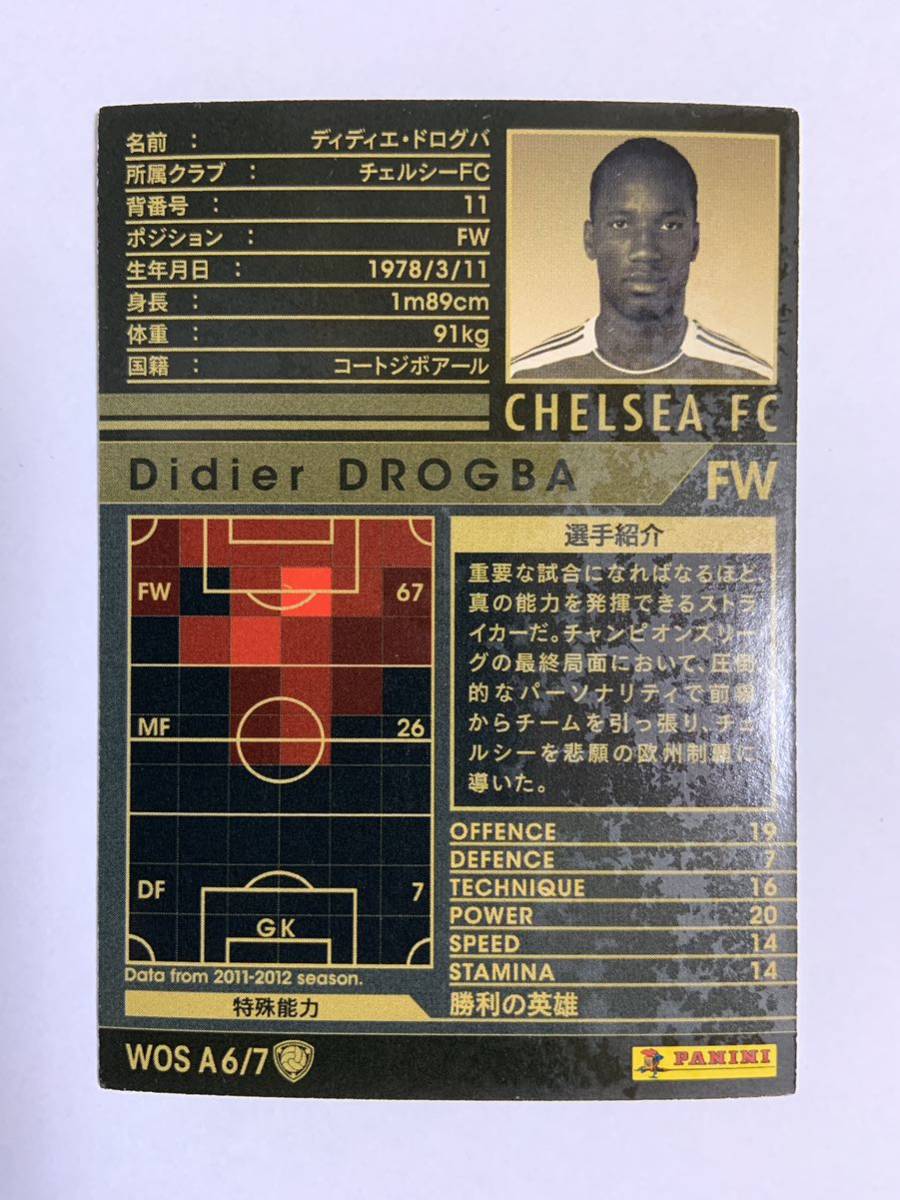 名前 : ディディエ・ドログバ
所属クラブ : チェルシーFC
背番号 : 11
ポジション : FW
生年月日 : 1978/3/11
身長 : 1m89cm
体重 : 91kg
国籍 : コートジボアール
CHELSEA FC
Didier DROGBA
FW
FW 67
MF 26
DF 7
GK
Data from 2011-2012 season.
選手紹介
重要な試合になればなるほど、
真の能力を発揮できるストラ
イカーだ。チャンピオンズリー
グの最終局面において、圧倒
的なパーソナリティで前線
からチームを引っ張り、チェ
ルシーを悲願の欧州制覇に
導いた。
OFFENCE 19
DEFENCE 7
TECHNIQUE 16
POWER 20
SPEED 14
STAMINA 14
特殊能力
勝利の英雄
WOS A 6/7
PANINI